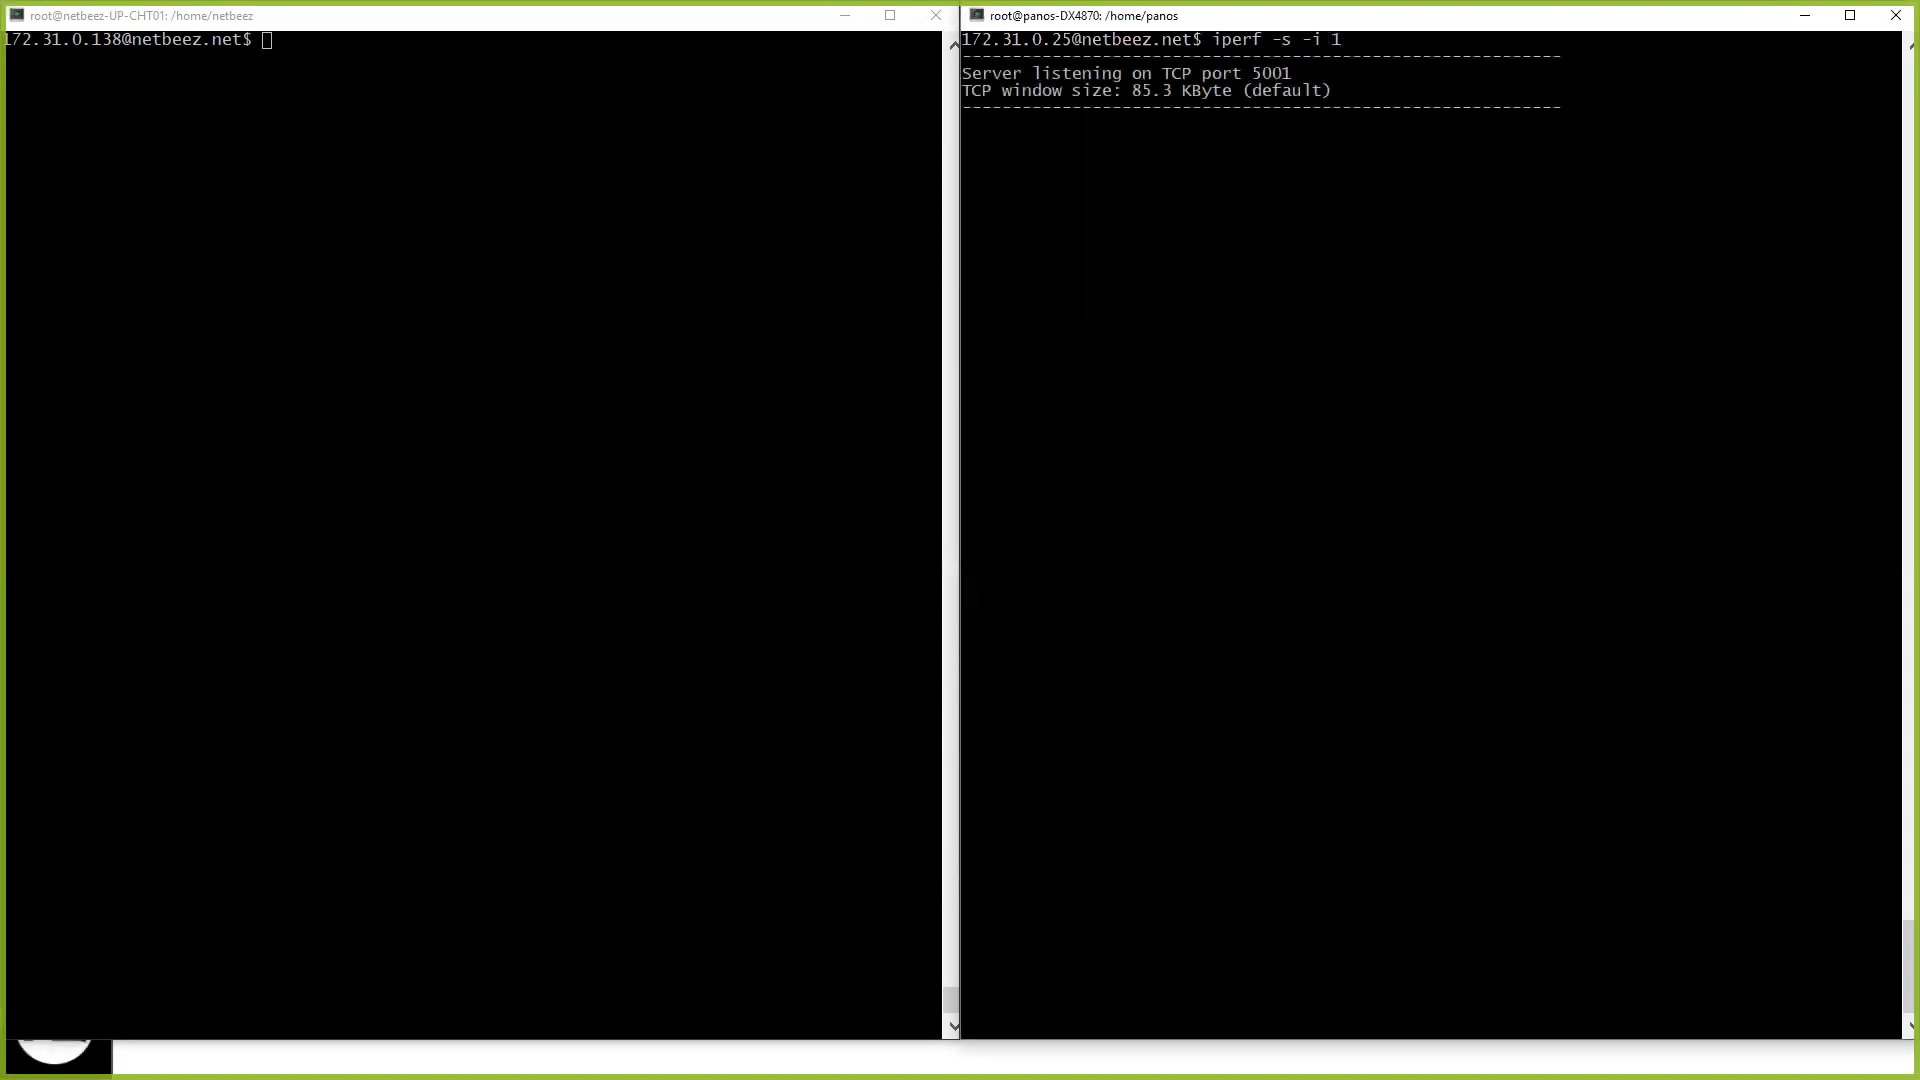 root@netbeez-UP-CHT01: /home/netbeez
172.31.0.138@netbeez.net$
root@panos-DX4870: /home/panos
172.31.0.25@netbeez.net$ iperf -s -i 1
------------------------------------------------------------
Server listening on TCP port 5001
TCP window size: 85.3 KByte (default)
------------------------------------------------------------